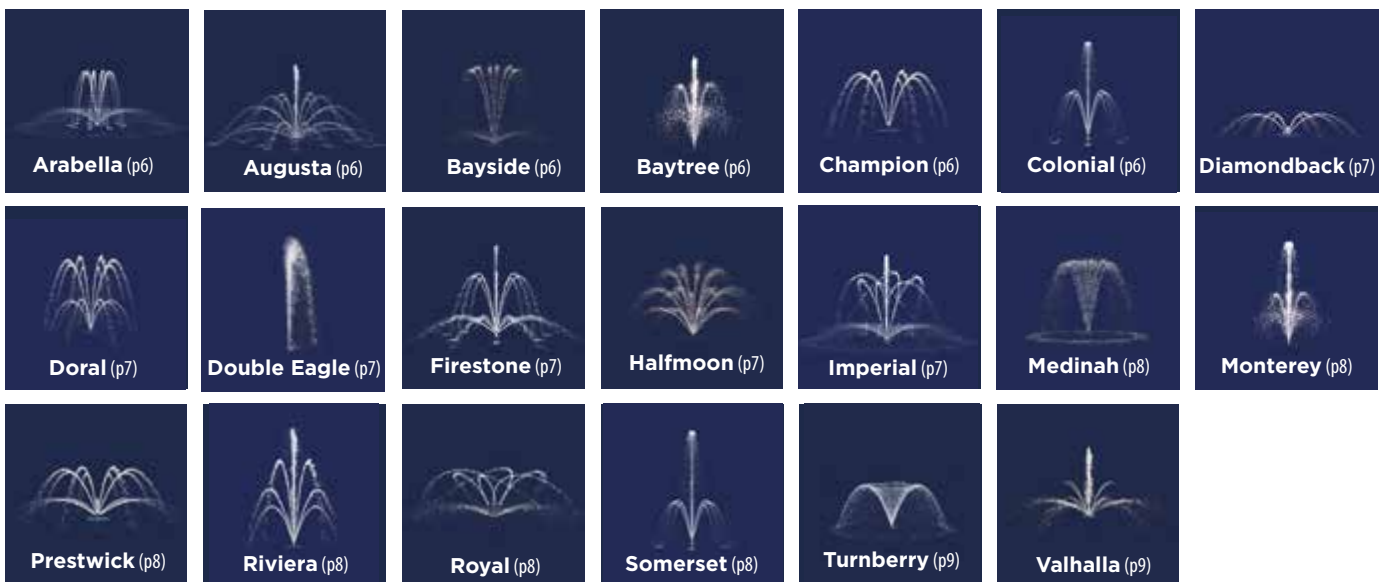 Arabella (p6)
Augusta (p6)
Bayside (p6)
Baytree (p6)
Champion (p6)
Colonial (p6)
Diamondback (p7)
Doral (p7)
Double Eagle (p7)
Firestone (p7)
Halfmoon (p7)
Imperial (p7)
Medinah (p8)
Monterey (p8)
Prestwick (p8)
Riviera (p8)
Royal (p8)
Somerset (p8)
Turnberry (p9)
Valhalla (p9)